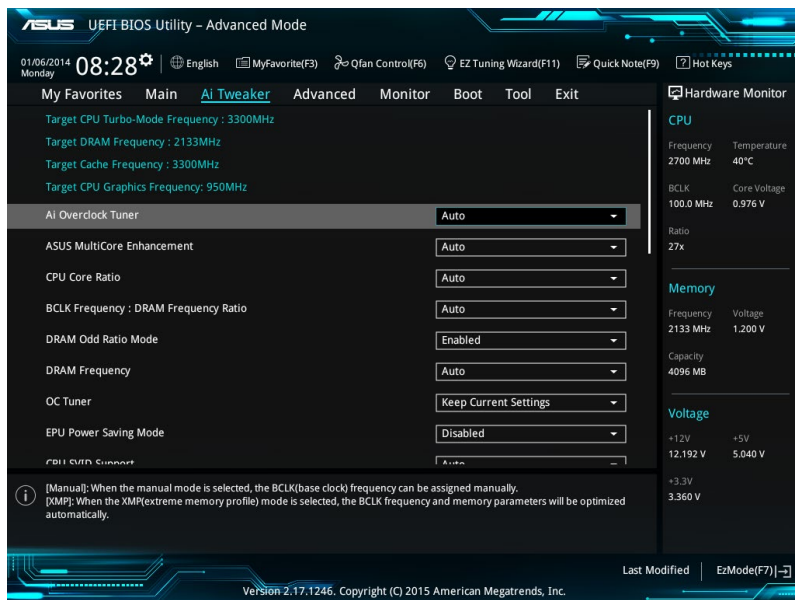 ASUS UEFI BIOS Utility – Advanced Mode
01/06/2014 Monday 08:28 English MyFavorite(F3) Qfan Control(F6) EZ Tuning Wizard(F11) Quick Note(F9) ? Hot Keys
My Favorites Main Ai Tweaker Advanced Monitor Boot Tool Exit
Target CPU Turbo-Mode Frequency : 3300MHz
Target DRAM Frequency : 2133MHz
Target Cache Frequency : 3300MHz
Target CPU Graphics Frequency: 950MHz
Ai Overclock Tuner Auto
ASUS MultiCore Enhancement Auto
CPU Core Ratio Auto
BCLK Frequency : DRAM Frequency Ratio Auto
DRAM Odd Ratio Mode Enabled
DRAM Frequency Auto
OC Tuner Keep Current Settings
EPU Power Saving Mode Disabled
CPU SVID Support Auto
[Manual]: When the manual mode is selected, the BCLK(base clock) frequency can be assigned manually.
[XMP]: When the XMP(extreme memory profile) mode is selected, the BCLK frequency and memory parameters will be optimized
automatically.
Hardware Monitor
CPU
Frequency Temperature
2700 MHz 40°C
BCLK Core Voltage
100.0 MHz 0.976 V
Ratio
27x
Memory
Frequency Voltage
2133 MHz 1.200 V
Capacity
4096 MB
Voltage
+12V +5V
12.192 V 5.040 V
+3.3V
3.360 V
Last Modified EzMode(F7)
Version 2.17.1246. Copyright (C) 2015 American Megatrends, Inc.